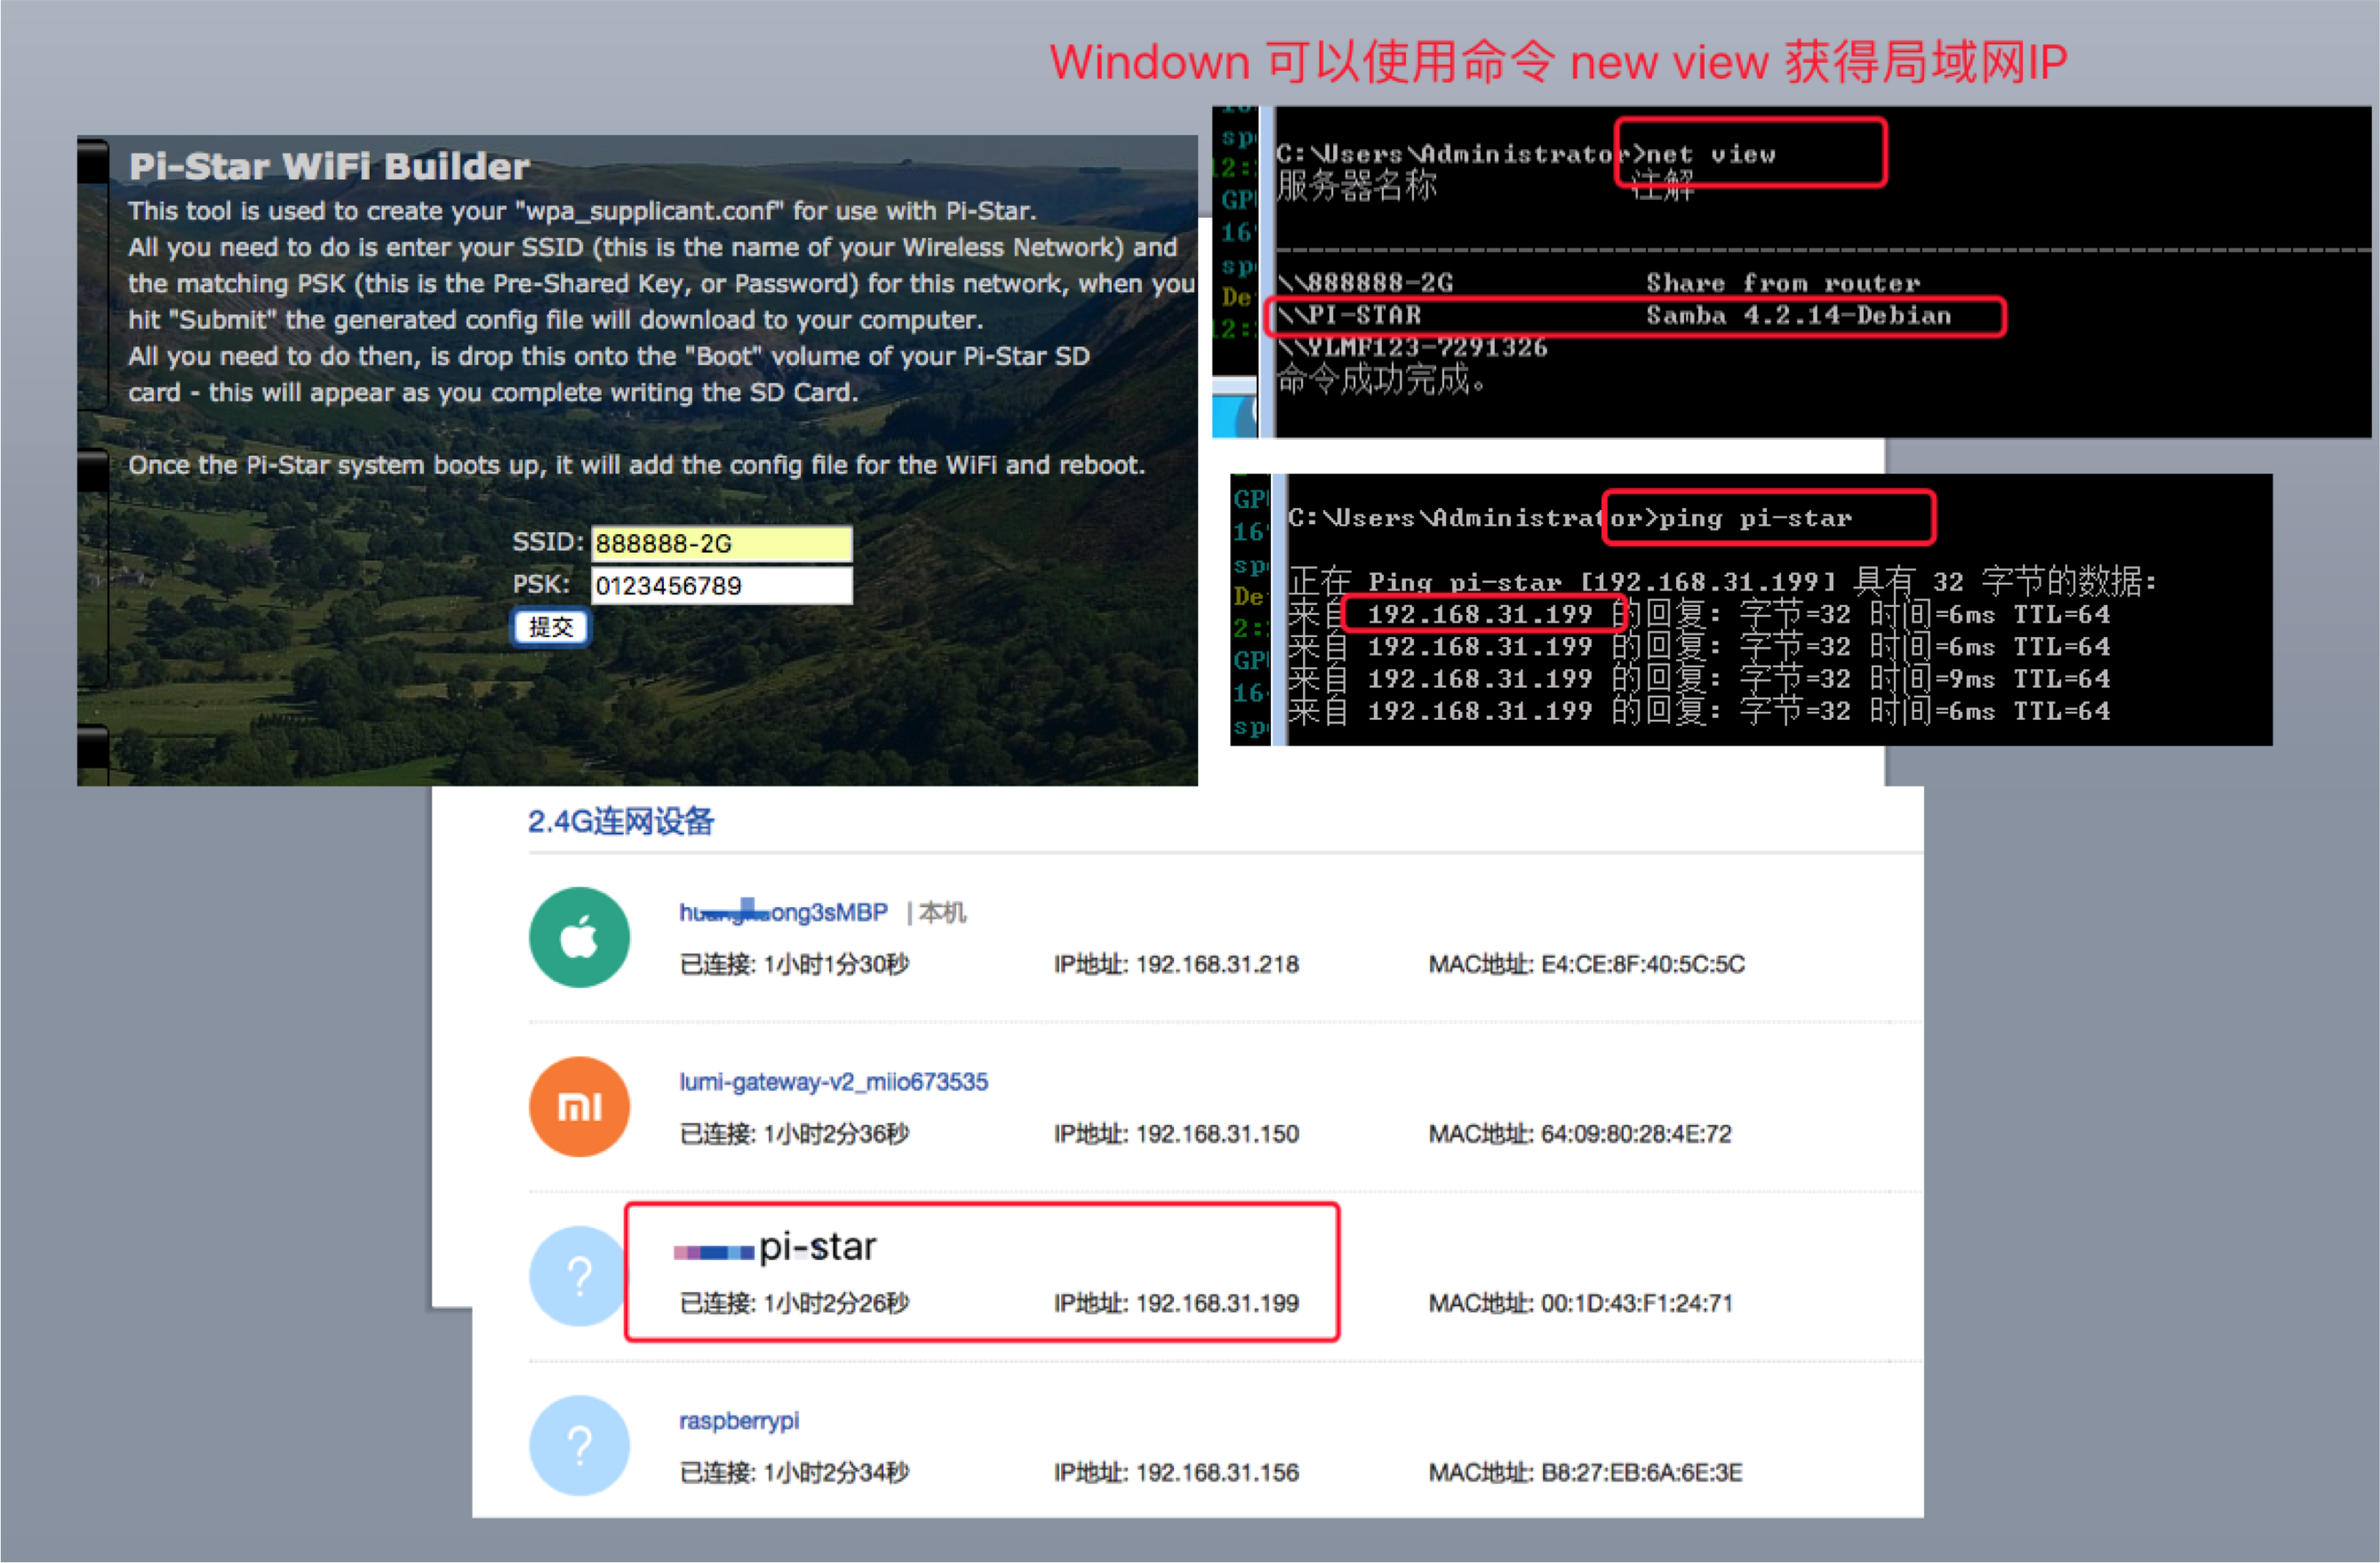 Windown 可以使用命令 new view 获得局域网IP
Pi-Star WiFi Builder
This tool is used to create your "wpa_supplicant.conf" for use with Pi-Star.
All you need to do is enter your SSID (this is the name of your Wireless Network) and
the matching PSK (this is the Pre-Shared Key, or Password) for this network, when you
hit "Submit" the generated config file will download to your computer.
All you need to do then, is drop this onto the "Boot" volume of your Pi-Star SD
card - this will appear as you complete writing the SD Card.
Once the Pi-Star system boots up, it will add the config file for the WiFi and reboot.
SSID: 888888-2G
PSK: 0123456789
提交
C:\Users\Administrator>net view
服务器名称 注解
\\888888-2G Share from router
\\PI-STAR Samba 4.2.14-Debian
\\YLMF123-7291326
命令成功完成。
C:\Users\Administrator>ping pi-star
正在 Ping pi-star [192.168.31.199] 具有 32 字节的数据:
来自 192.168.31.199 的回复: 字节=32 时间=6ms TTL=64
来自 192.168.31.199 的回复: 字节=32 时间=6ms TTL=64
来自 192.168.31.199 的回复: 字节=32 时间=9ms TTL=64
来自 192.168.31.199 的回复: 字节=32 时间=6ms TTL=64
2.4G连网设备
ong3sMBP | 本机
已连接: 1小时1分30秒 IP地址: 192.168.31.218 MAC地址: E4:CE:8F:40:5C:5C
lumi-gateway-v2_miio673535
已连接: 1小时2分36秒 IP地址: 192.168.31.150 MAC地址: 64:09:80:28:4E:72
pi-star
已连接: 1小时2分26秒 IP地址: 192.168.31.199 MAC地址: 00:1D:43:F1:24:71
raspberrypi
已连接: 1小时2分34秒 IP地址: 192.168.31.156 MAC地址: B8:27:EB:6A:6E:3E